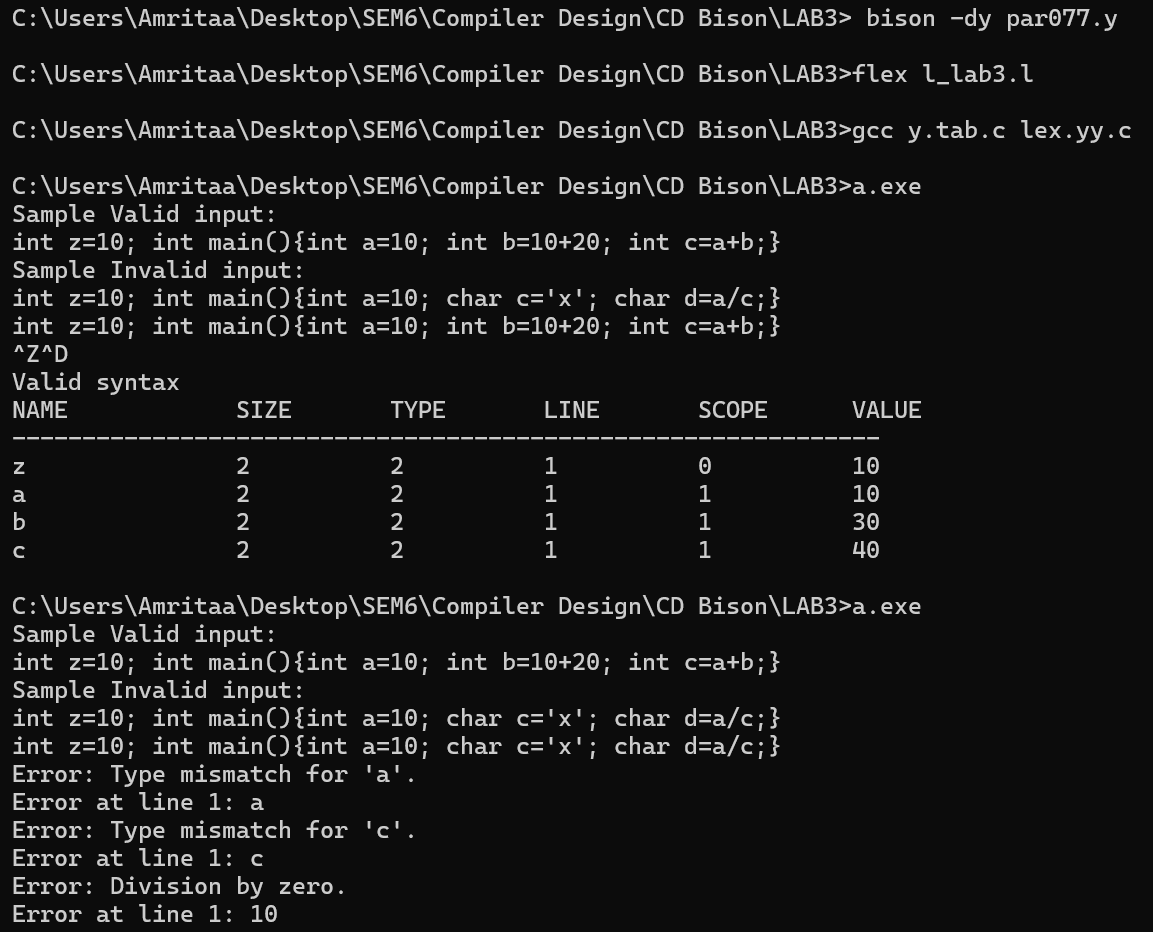 C:\Users\Amritaa\Desktop\SEM6\Compiler Design\CD Bison\LAB3> bison -dy par077.y
C:\Users\Amritaa\Desktop\SEM6\Compiler Design\CD Bison\LAB3>flex l_lab3.l
C:\Users\Amritaa\Desktop\SEM6\Compiler Design\CD Bison\LAB3>gcc y.tab.c lex.yy.c
C:\Users\Amritaa\Desktop\SEM6\Compiler Design\CD Bison\LAB3>a.exe
Sample Valid input:
int z=10; int main(){int a=10; int b=10+20; int c=a+b;}
Sample Invalid input:
int z=10; int main(){int a=10; char c='x'; char d=a/c;}
int z=10; int main(){int a=10; int b=10+20; int c=a+b;}
^Z^D
Valid syntax
NAME SIZE TYPE LINE SCOPE VALUE
--------------------------------------------------------------
z 2 2 1 0 10
a 2 2 1 1 10
b 2 2 1 1 30
c 2 2 1 1 40
C:\Users\Amritaa\Desktop\SEM6\Compiler Design\CD Bison\LAB3>a.exe
Sample Valid input:
int z=10; int main(){int a=10; int b=10+20; int c=a+b;}
Sample Invalid input:
int z=10; int main(){int a=10; char c='x'; char d=a/c;}
int z=10; int main(){int a=10; char c='x'; char d=a/c;}
Error: Type mismatch for 'a'.
Error at line 1: a
Error: Type mismatch for 'c'.
Error at line 1: c
Error: Division by zero.
Error at line 1: 10